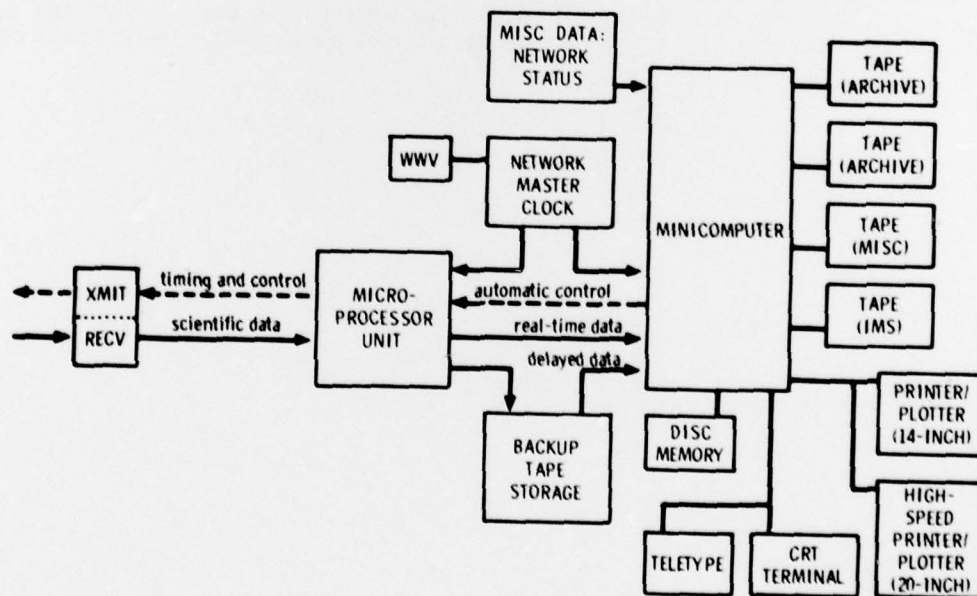 MISC DATA:
NETWORK
STATUS
TAPE
(ARCHIVE)
WWV
NETWORK
MASTER
CLOCK
TAPE
(ARCHIVE)
MINICOMPUTER
TAPE
(MISC)
XMIT
timing and control
MICRO-
PROCESSOR
UNIT
automatic control
TAPE
(IMS)
RECV
scientific data
real-time data
delayed data
PRINTER/
PLOTTER
(14-INCH)
DISC
MEMORY
BACKUP
TAPE
STORAGE
HIGH-
SPEED
PRINTER/
PLOTTER
(20-INCH)
TELETYPE
CRT
TERMINAL